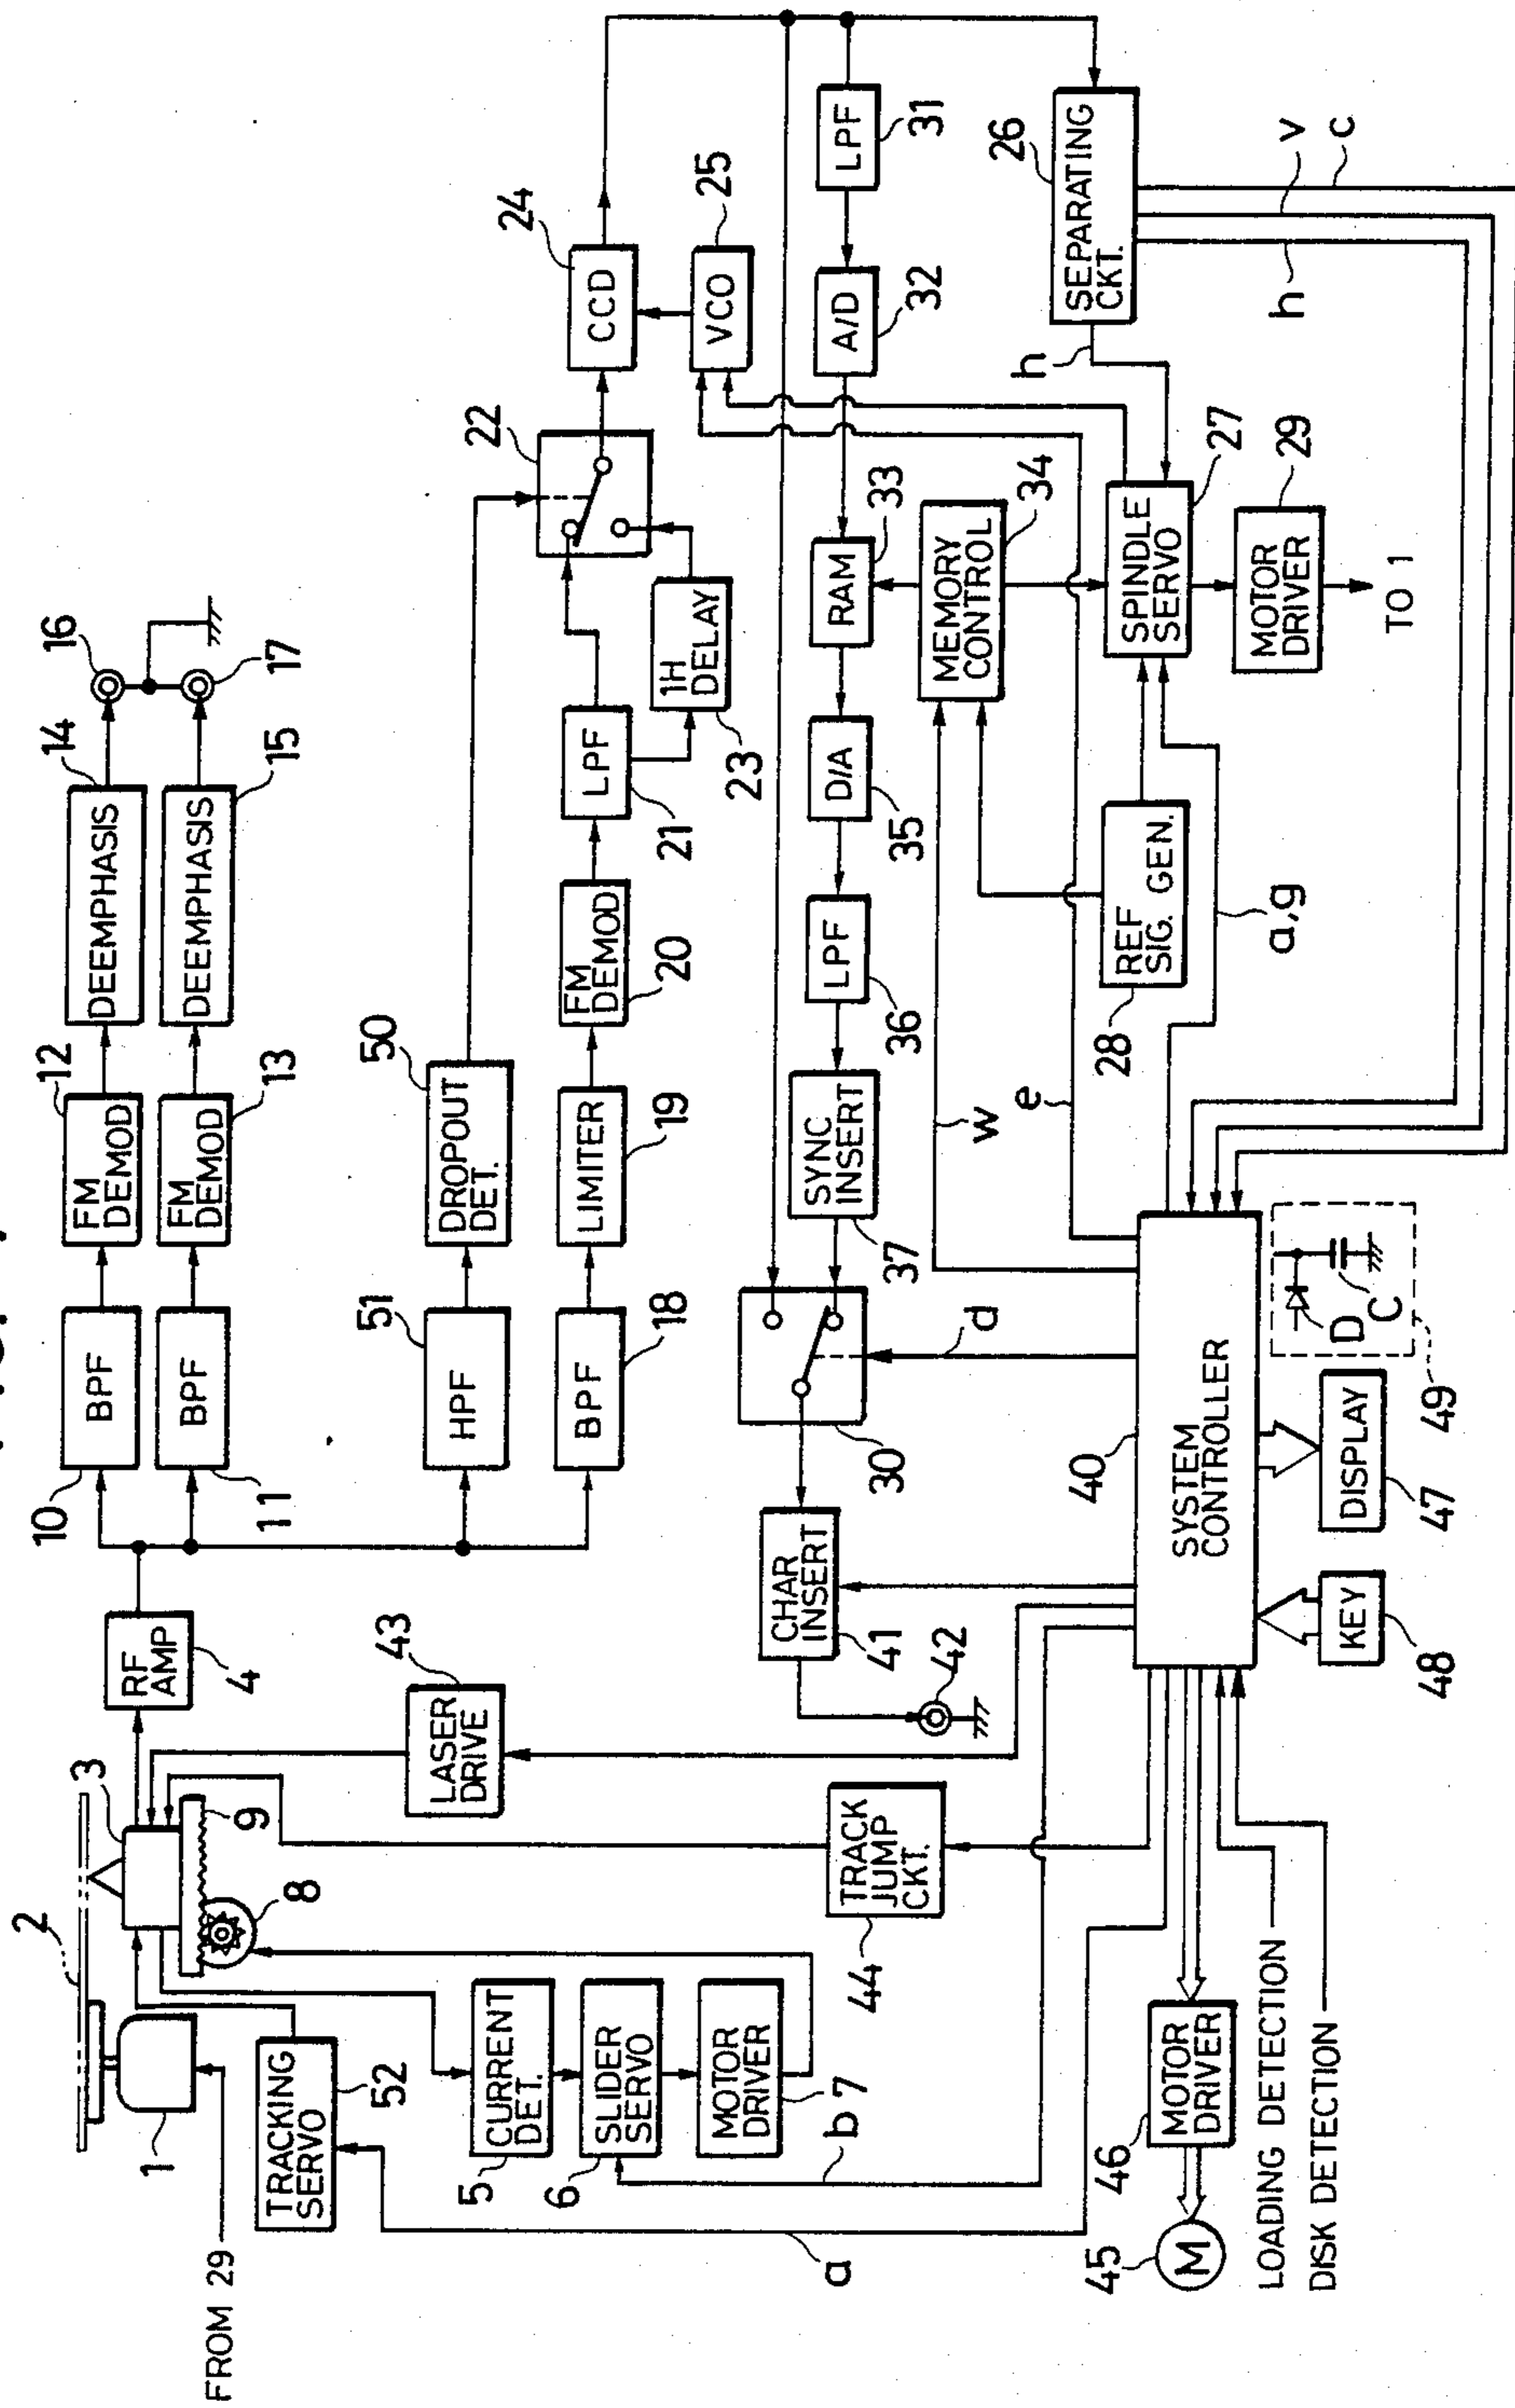 16
12
14
10
BPF
FM
DEMOD
DEEMPHASIS
BPF
FM
DEMOD
DEEMPHASIS
11
13
15
17
2
3
RF
AMP
4
9
8
1
FROM 29
TRACKING
SERVO
52
51
50
HPF
DROPOUT
DET.
43
LASER
DRIVE
BPF
18
LIMITER
19
FM
DEMOD
20
LPF
21
1H
DELAY
23
22
24
CCD
VCO
25
5
CURRENT
DET.
6
SLIDER
SERVO
MOTOR
DRIVER
7
b
a
44
TRACK
JUMP
CKT.
CHAR
INSERT
41
42
30
d
SYNC
INSERT
37
LPF
36
D/A
35
RAM
33
A/D
32
LPF
31
MEMORY
CONTROL
34
w
e
26
SEPARATING
CKT.
h
h
v
c
28
REF
SIG. GEN.
a,g
SPINDLE
SERVO
27
MOTOR
DRIVER
29
TO 1
40
SYSTEM
CONTROLLER
45
M
46
MOTOR
DRIVER
LOADING DETECTION
DISK DETECTION
KEY
48
DISPLAY
47
D
C
49